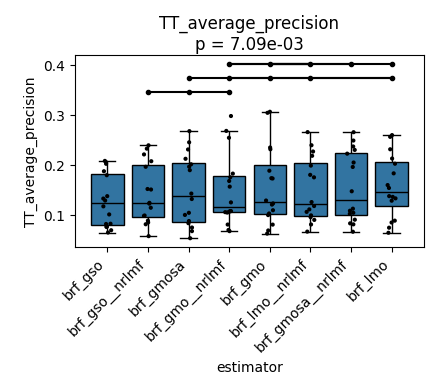 TT_average_precision
p = 7.09e-03
0.4
0.3
0.2
0.1
TT_average_precision
brf_gso
brf_gso__nrlmf
brf_gmosa
brf_gmo__nrlmf
brf_gmo
brf_lmo__nrlmf
brf_gmosa__nrlmf
brf_lmo
estimator